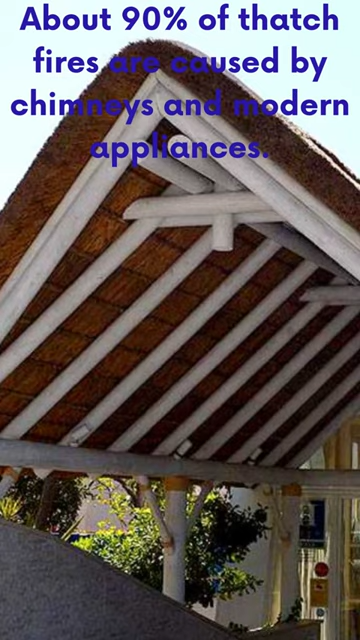 About 90% of thatch
fires are caused by
chimneys and modern
appliances.